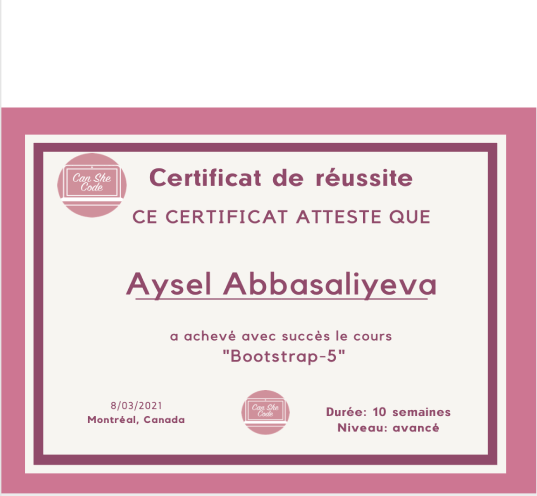 Can She
Code
Certificat de réussite
CE CERTIFICAT ATTESTE QUE
Aysel Abbasaliyeva
a achevé avec succès le cours
"Bootstrap-5"
8/03/2021
Montréal, Canada
Can She
Code
Durée: 10 semaines
Niveau: avancé